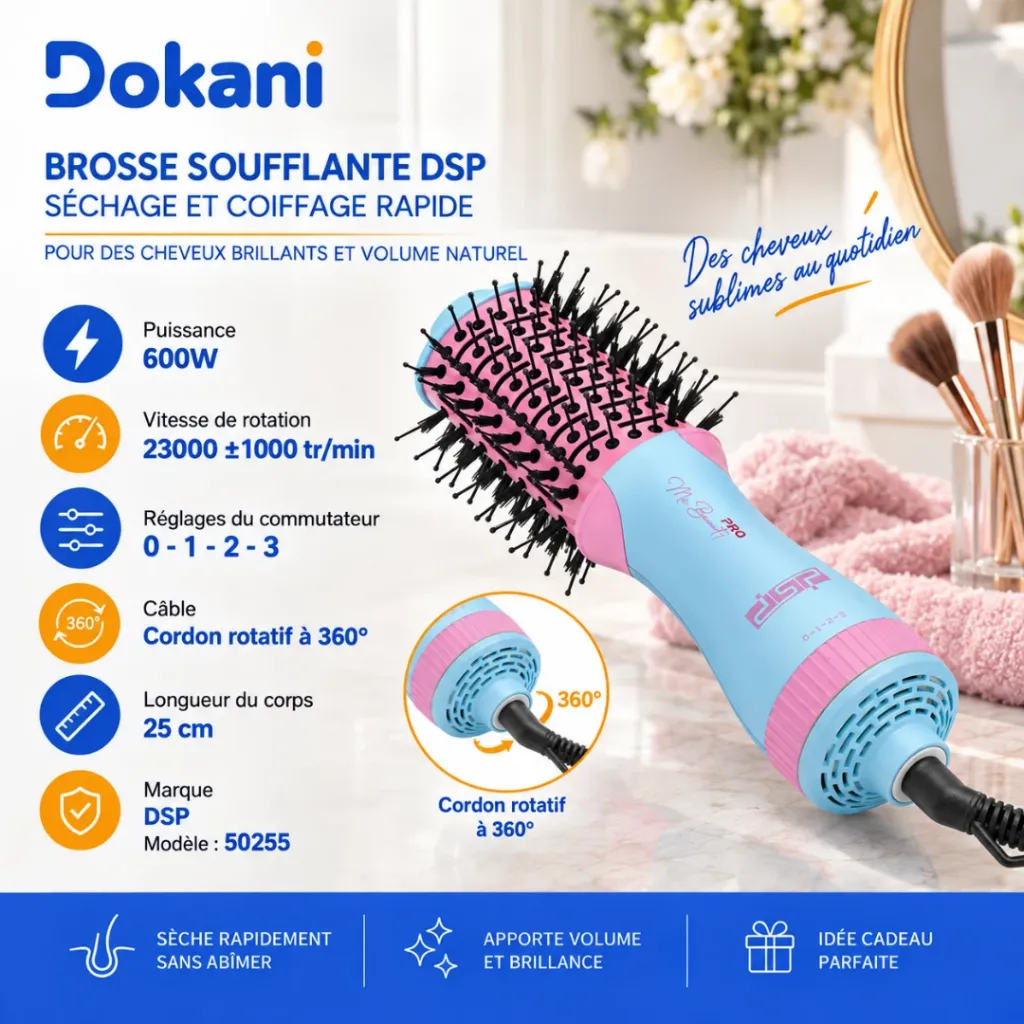 Dokani
BROSSE SOUFFLANTE DSP
SÉCHAGE ET COIFFAGE RAPIDE
POUR DES CHEVEUX BRILLANTS ET VOLUME NATUREL
Des cheveux
sublimes au quotidien
Puissance
600W
Vitesse de rotation
23000 ±1000 tr/min
Réglages du commutateur
0 - 1 - 2 - 3
360°
Câble
Cordon rotatif à 360°
Longueur du corps
25 cm
Marque
DSP
Modèle : 50255
PRO
DSP
0-1-2-3
360°
Cordon rotatif
à 360°
SÈCHE RAPIDEMENT
SANS ABÎMER
APPORTE VOLUME
ET BRILLANCE
IDÉE CADEAU
PARFAITE